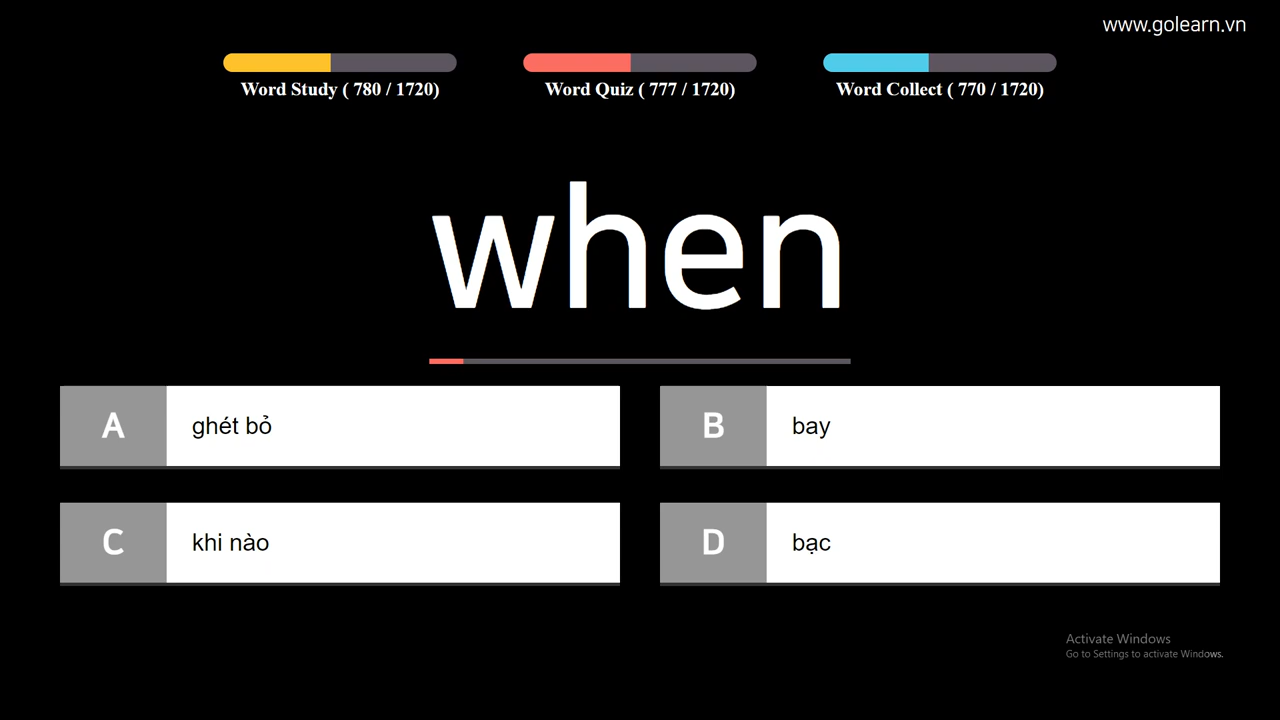 www.golearn.vn
Word Study ( 780 / 1720)
Word Quiz ( 777 / 1720)
Word Collect ( 770 / 1720)
when
A ghét bỏ
B bay
C khi nào
D bạc
Activate Windows
Go to Settings to activate Windows.